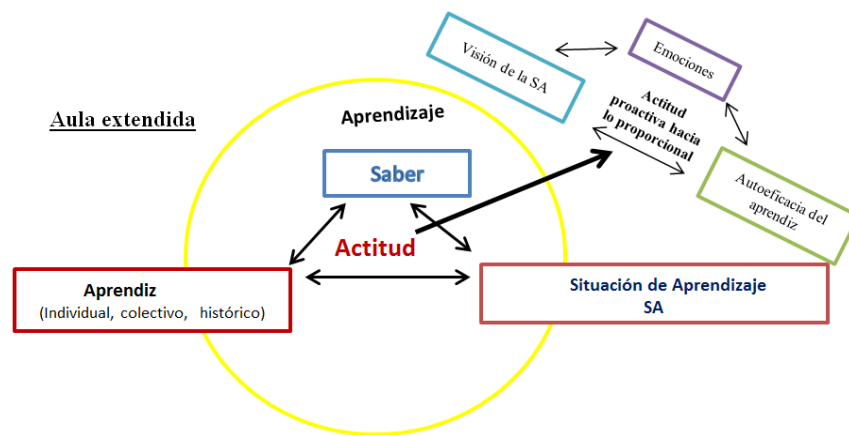 Aula extendida
Aprendizaje
Saber
Actitud
Aprendiz
(Individual, colectivo, histórico)
Situación de Aprendizaje
SA
Visión de la SA
Emociones
Actitud
proactiva hacia
lo proporcional
Autoeficacia del
aprendiz